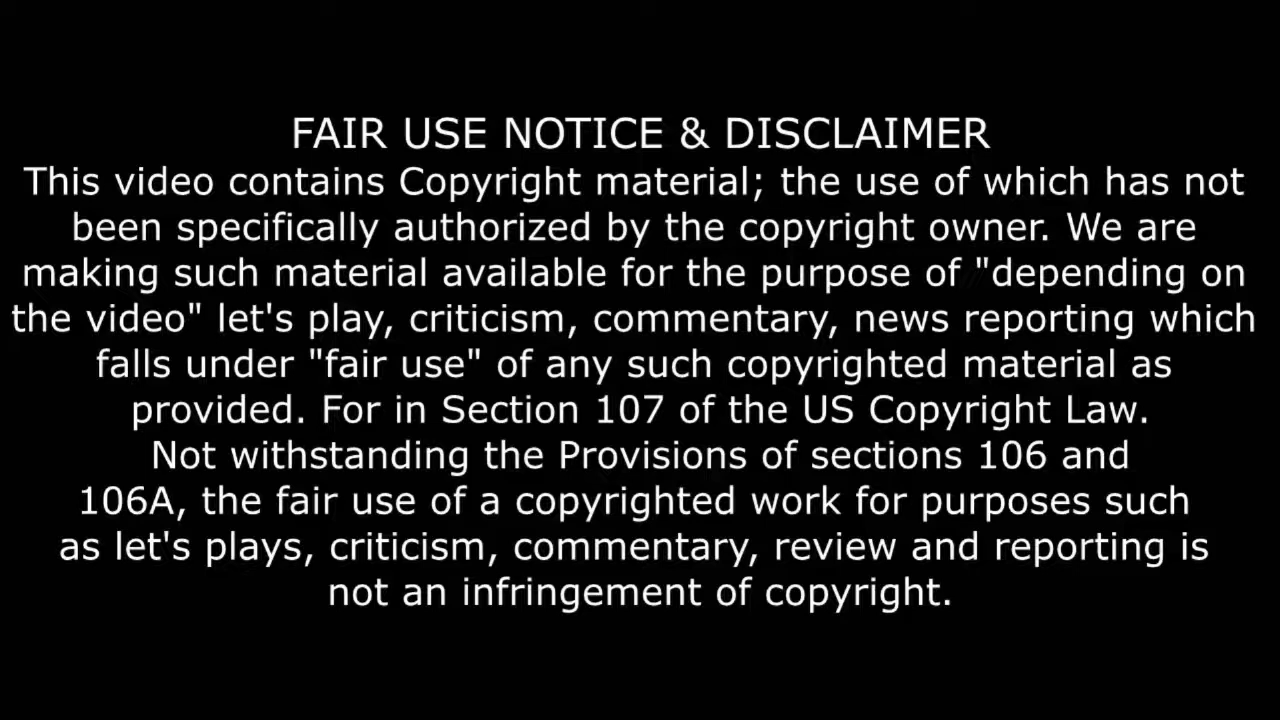 FAIR USE NOTICE & DISCLAIMER
This video contains Copyright material; the use of which has not
been specifically authorized by the copyright owner. We are
making such material available for the purpose of "depending on
the video" let's play, criticism, commentary, news reporting which
falls under "fair use" of any such copyrighted material as
provided. For in Section 107 of the US Copyright Law.
Not withstanding the Provisions of sections 106 and
106A, the fair use of a copyrighted work for purposes such
as let's plays, criticism, commentary, review and reporting is
not an infringement of copyright.